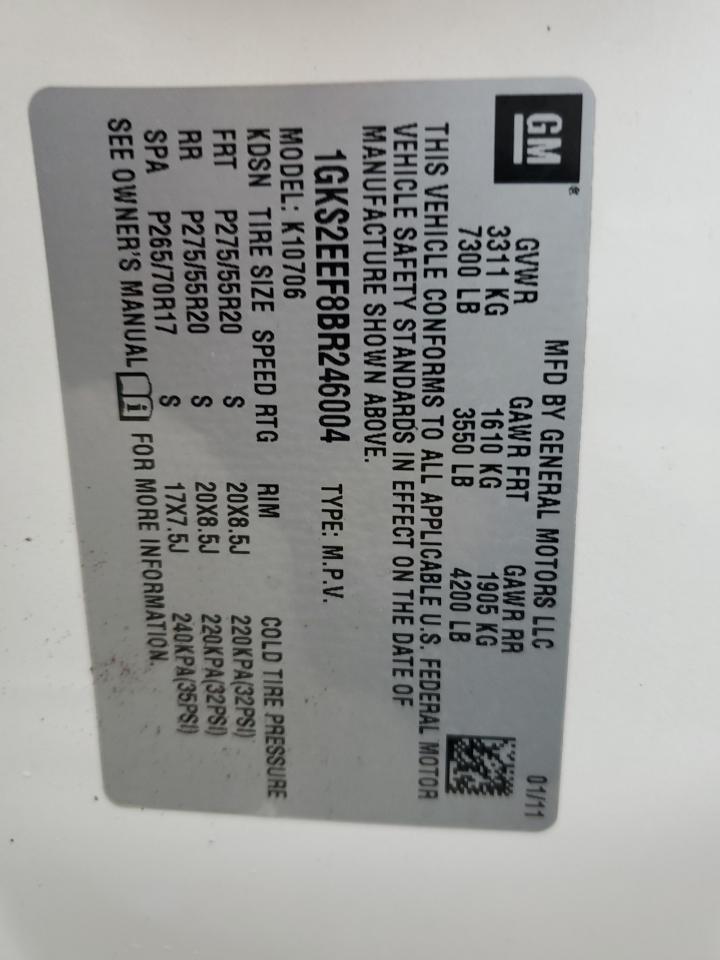 GM®
MFD BY GENERAL MOTORS LLC 01/11
GVWR GAWR FRT GAWR RR
3311 KG 1610 KG 1905 KG
7300 LB 3550 LB 4200 LB
THIS VEHICLE CONFORMS TO ALL APPLICABLE U.S. FEDERAL MOTOR
VEHICLE SAFETY STANDARDS IN EFFECT ON THE DATE OF
MANUFACTURE SHOWN ABOVE.
1GKS2EEF8BR246004 TYPE: M.P.V.
MODEL: K10706
KDSN TIRE SIZE SPEED RTG RIM COLD TIRE PRESSURE
FRT P275/55R20 S 20X8.5J 220KPA(32PSI)
RR P275/55R20 S 20X8.5J 220KPA(32PSI)
SPA P265/70R17 S 17X7.5J 240KPA(35PSI)
SEE OWNER'S MANUAL i FOR MORE INFORMATION.